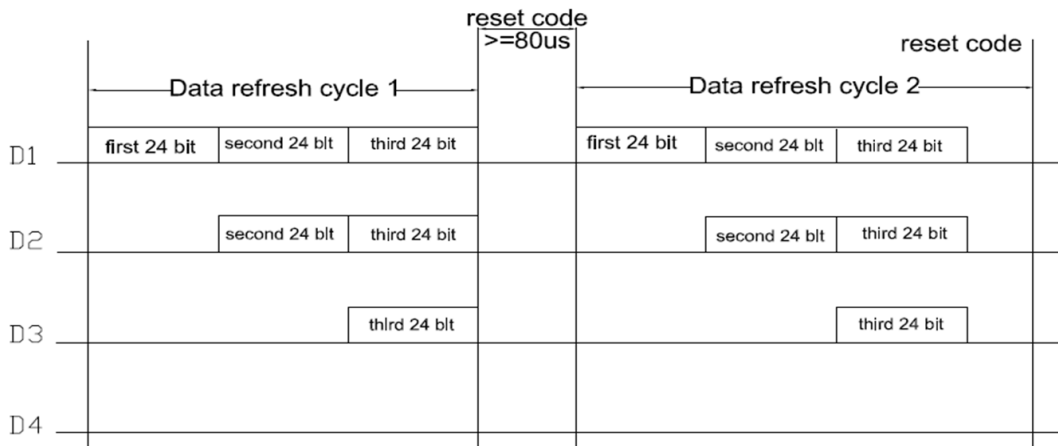 reset code
>=80us
reset code
Data refresh cycle 1
Data refresh cycle 2
D1 first 24 bit second 24 blt third 24 bit first 24 bit second 24 blt third 24 bit
D2 second 24 blt third 24 bit second 24 blt third 24 bit
D3 thlrd 24 blt third 24 bit
D4